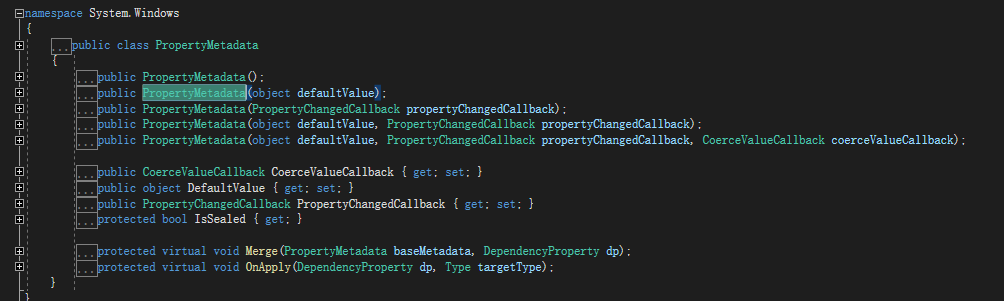 namespace System.Windows
{
...public class PropertyMetadata
{
...public PropertyMetadata();
...public PropertyMetadata(object defaultValue);
...public PropertyMetadata(PropertyChangedCallback propertyChangedCallback);
...public PropertyMetadata(object defaultValue, PropertyChangedCallback propertyChangedCallback);
...public PropertyMetadata(object defaultValue, PropertyChangedCallback propertyChangedCallback, CoerceValueCallback coerceValueCallback);
...public CoerceValueCallback CoerceValueCallback { get; set; }
...public object DefaultValue { get; set; }
...public PropertyChangedCallback PropertyChangedCallback { get; set; }
...protected bool IsSealed { get; }
...protected virtual void Merge(PropertyMetadata baseMetadata, DependencyProperty dp);
...protected virtual void OnApply(DependencyProperty dp, Type targetType);
}
}